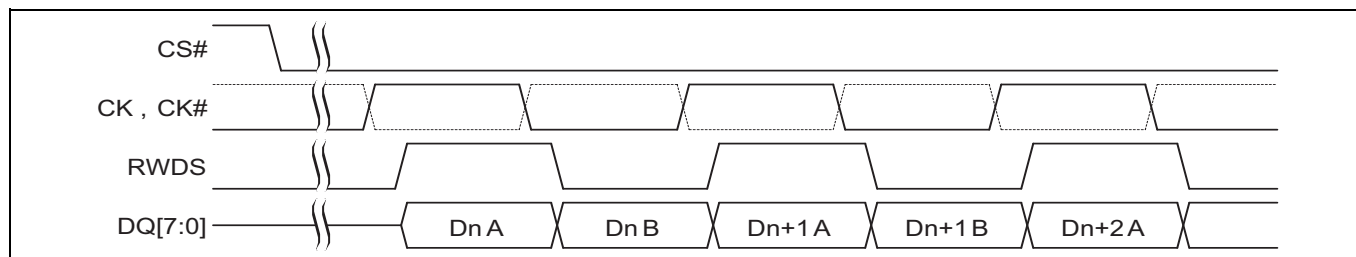 CS#
CK , CK#
RWDS
DQ[7:0]
Dn A
Dn B
Dn+1 A
Dn+1 B
Dn+2 A